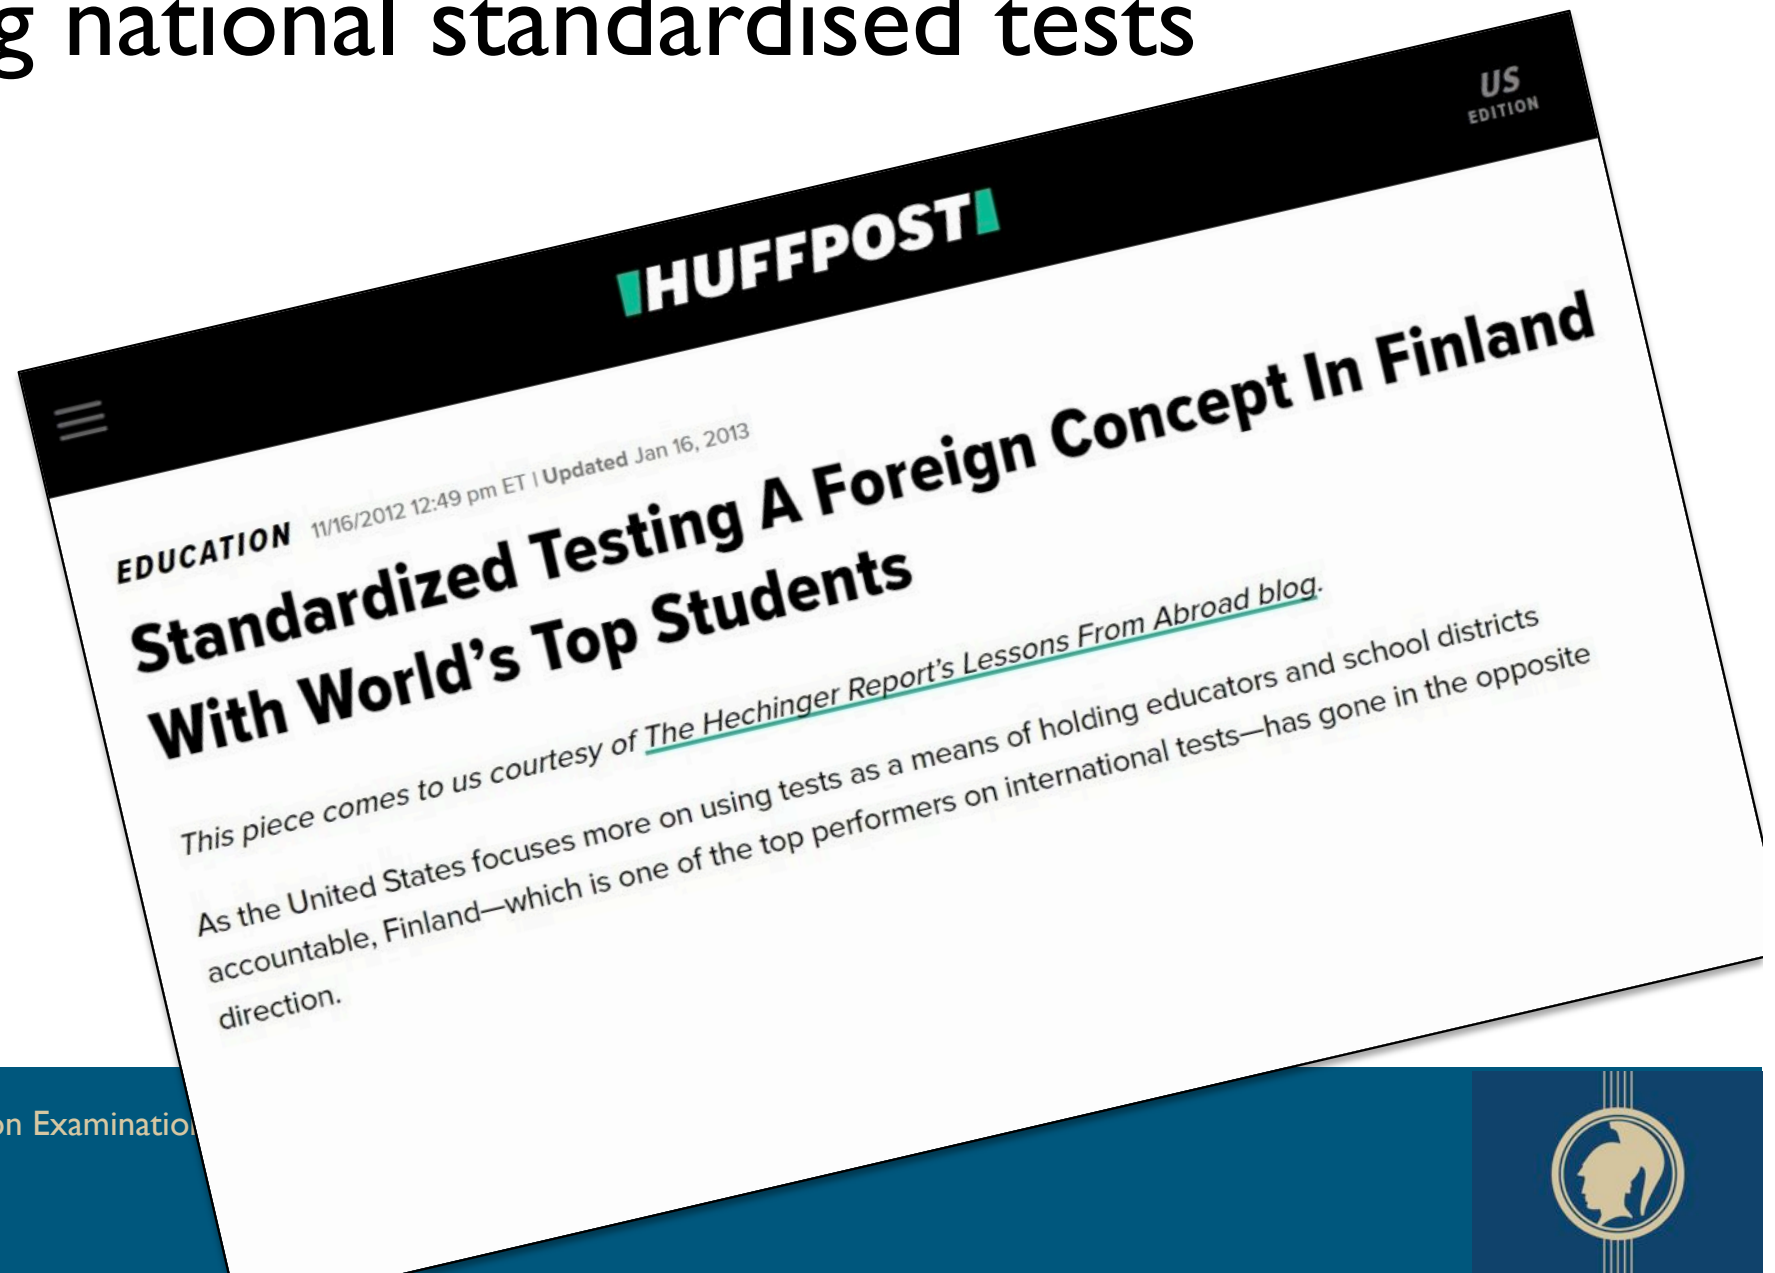 g national standardised tests
US
EDITION
HUFFPOST
EDUCATION 11/16/2012 12:49 pm ET | Updated Jan 16, 2013
Standardized Testing A Foreign Concept In Finland
With World's Top Students
This piece comes to us courtesy of The Hechinger Report's Lessons From Abroad blog.
As the United States focuses more on using tests as a means of holding educators and school districts
accountable, Finland—which is one of the top performers on international tests—has gone in the opposite
direction.
on Examination